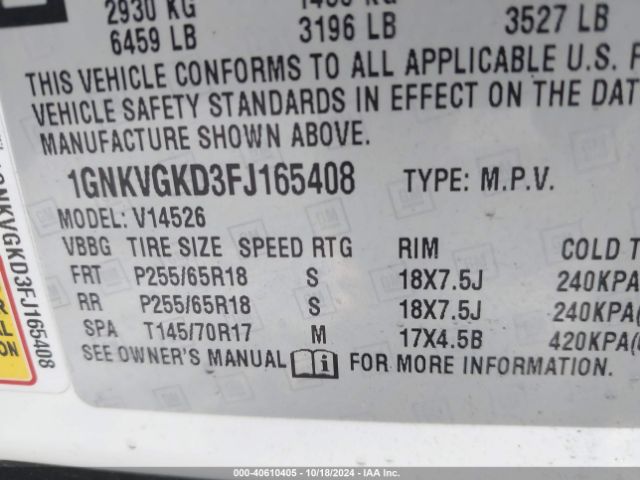 2930 KG
6459 LB 3196 LB 3527 LB
THIS VEHICLE CONFORMS TO ALL APPLICABLE U.S. F
VEHICLE SAFETY STANDARDS IN EFFECT ON THE DAT
MANUFACTURE SHOWN ABOVE.
1GNKVGKD3FJ165408 TYPE: M.P.V.
MODEL: V14526
VBBG TIRE SIZE SPEED RTG RIM COLD T
FRT P255/65R18 S 18X7.5J 240KPA
RR P255/65R18 S 18X7.5J 240KPA(
SPA T145/70R17 M 17X4.5B 420KPA(
SEE OWNER'S MANUAL i FOR MORE INFORMATION.
GNKVGKD3FJ165408
000-40610405 - 10/18/2024 - IAA Inc.